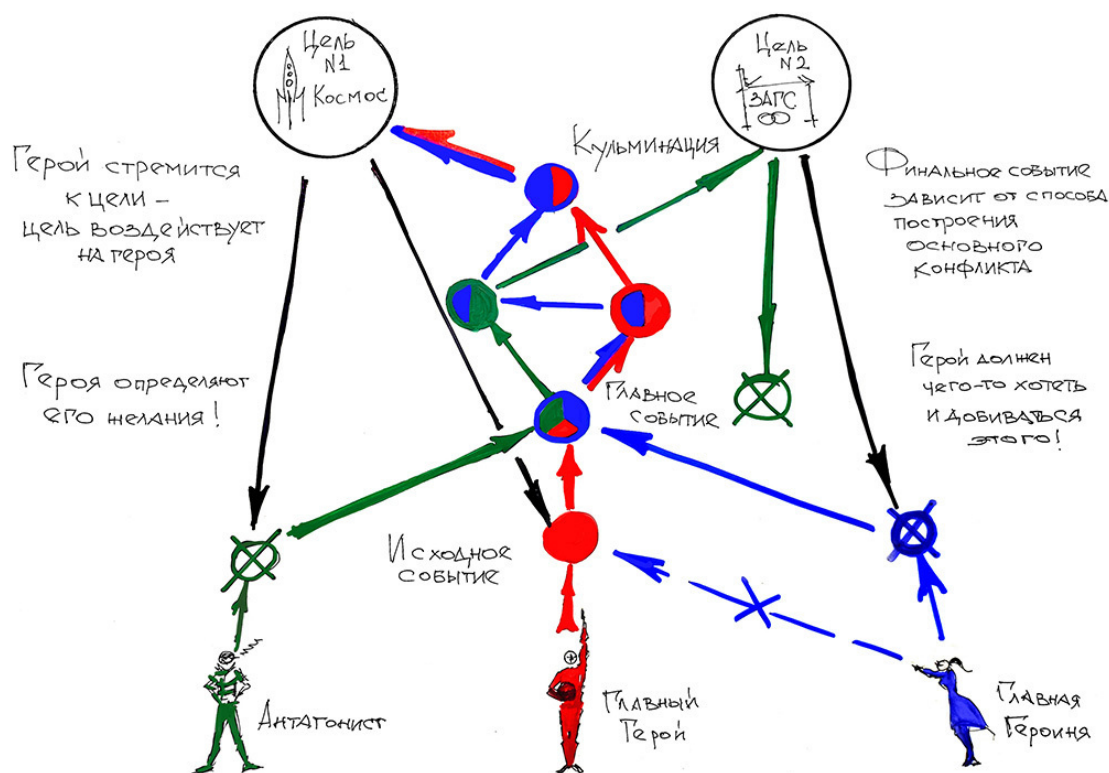 Цель
N1
Космос
Цель
N2
ЗАГС
Кульминация
Герой стремится
к цели –
цель воздействует
на героя
Финальное событие
зависит от способа
построения
основного
конфликта
Героя определяют
его желания!
Главное
событие
Герой должен
чего-то хотеть
и добиваться
этого!
Исходное
событие
Антагонист
Главный
Герой
Главная
Героиня